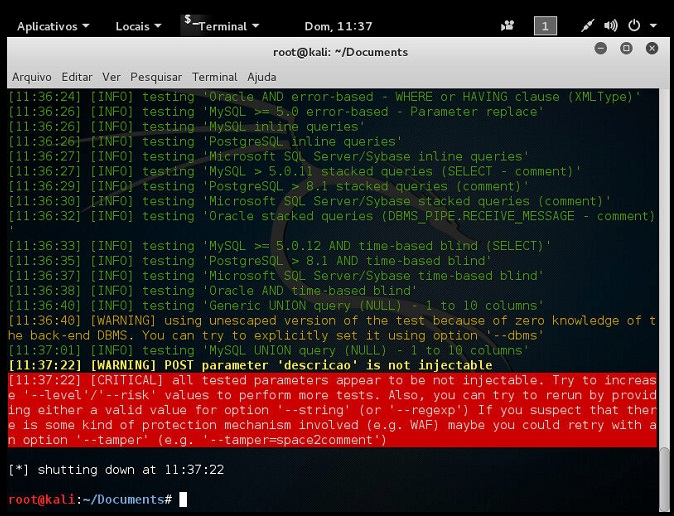 Aplicativos Locais $_Terminal Dom, 11:37 1
root@kali: ~/Documents
Arquivo Editar Ver Pesquisar Terminal Ajuda
[11:36:24] [INFO] testing 'Oracle AND error-based - WHERE or HAVING clause (XMLType)'
[11:36:26] [INFO] testing 'MySQL >= 5.0 error-based - Parameter replace'
[11:36:26] [INFO] testing 'MySQL inline queries'
[11:36:26] [INFO] testing 'PostgreSQL inline queries'
[11:36:27] [INFO] testing 'Microsoft SQL Server/Sybase inline queries'
[11:36:27] [INFO] testing 'MySQL > 5.0.11 stacked queries (SELECT - comment)'
[11:36:29] [INFO] testing 'PostgreSQL > 8.1 stacked queries (comment)'
[11:36:30] [INFO] testing 'Microsoft SQL Server/Sybase stacked queries (comment)'
[11:36:32] [INFO] testing 'Oracle stacked queries (DBMS_PIPE.RECEIVE_MESSAGE - comment)
'
[11:36:33] [INFO] testing 'MySQL >= 5.0.12 AND time-based blind (SELECT)'
[11:36:35] [INFO] testing 'PostgreSQL > 8.1 AND time-based blind'
[11:36:37] [INFO] testing 'Microsoft SQL Server/Sybase time-based blind'
[11:36:38] [INFO] testing 'Oracle AND time-based blind'
[11:36:40] [INFO] testing 'Generic UNION query (NULL) - 1 to 10 columns'
[11:36:40] [WARNING] using unescaped version of the test because of zero knowledge of t
he back-end DBMS. You can try to explicitly set it using option '--dbms'
[11:37:01] [INFO] testing 'MySQL UNION query (NULL) - 1 to 10 columns'
[11:37:22] [WARNING] POST parameter 'descricao' is not injectable
[11:37:22] [CRITICAL] all tested parameters appear to be not injectable. Try to increas
e '--level'/'--risk' values to perform more tests. Also, you can try to rerun by provid
ing either a valid value for option '--string' (or '--regexp') If you suspect that ther
e is some kind of protection mechanism involved (e.g. WAF) maybe you could retry with a
n option '--tamper' (e.g. '--tamper=space2comment')
[*] shutting down at 11:37:22
root@kali:~/Documents#